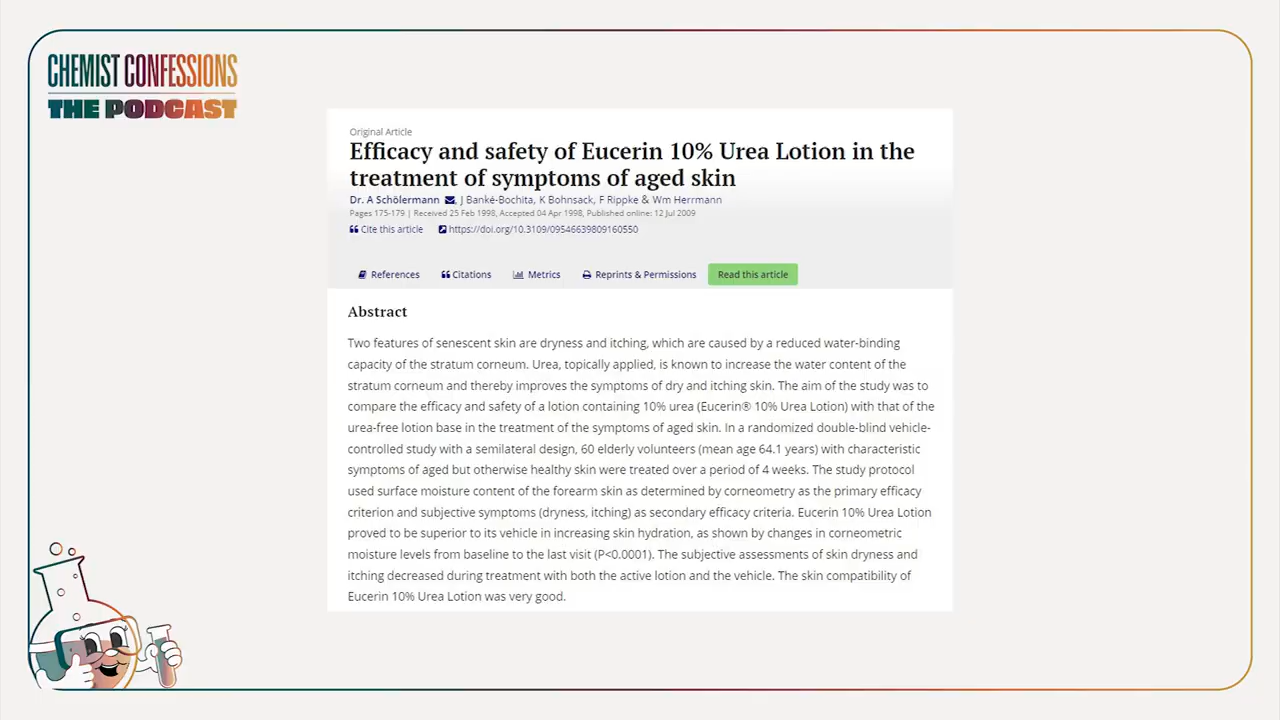 CHEMIST CONFESSIONS
THE PODCAST
Original Article
Efficacy and safety of Eucerin 10% Urea Lotion in the
treatment of symptoms of aged skin
Dr. A Schölermann, J Banké-Bochita, K Bohnsack, F Rippke & Wm Herrmann
Pages 175-179 | Received 25 Feb 1998, Accepted 04 Apr 1998, Published online: 12 Jul 2009
Cite this article https://doi.org/10.3109/09546639809160550
References Citations Metrics Reprints & Permissions Read this article
Abstract
Two features of senescent skin are dryness and itching, which are caused by a reduced water-binding
capacity of the stratum corneum. Urea, topically applied, is known to increase the water content of the
stratum corneum and thereby improves the symptoms of dry and itching skin. The aim of the study was to
compare the efficacy and safety of a lotion containing 10% urea (Eucerin® 10% Urea Lotion) with that of the
urea-free lotion base in the treatment of the symptoms of aged skin. In a randomized double-blind vehicle-
controlled study with a semilateral design, 60 elderly volunteers (mean age 64.1 years) with characteristic
symptoms of aged but otherwise healthy skin were treated over a period of 4 weeks. The study protocol
used surface moisture content of the forearm skin as determined by corneometry as the primary efficacy
criterion and subjective symptoms (dryness, itching) as secondary efficacy criteria. Eucerin 10% Urea Lotion
proved to be superior to its vehicle in increasing skin hydration, as shown by changes in corneometric
moisture levels from baseline to the last visit (P<0.0001). The subjective assessments of skin dryness and
itching decreased during treatment with both the active lotion and the vehicle. The skin compatibility of
Eucerin 10% Urea Lotion was very good.